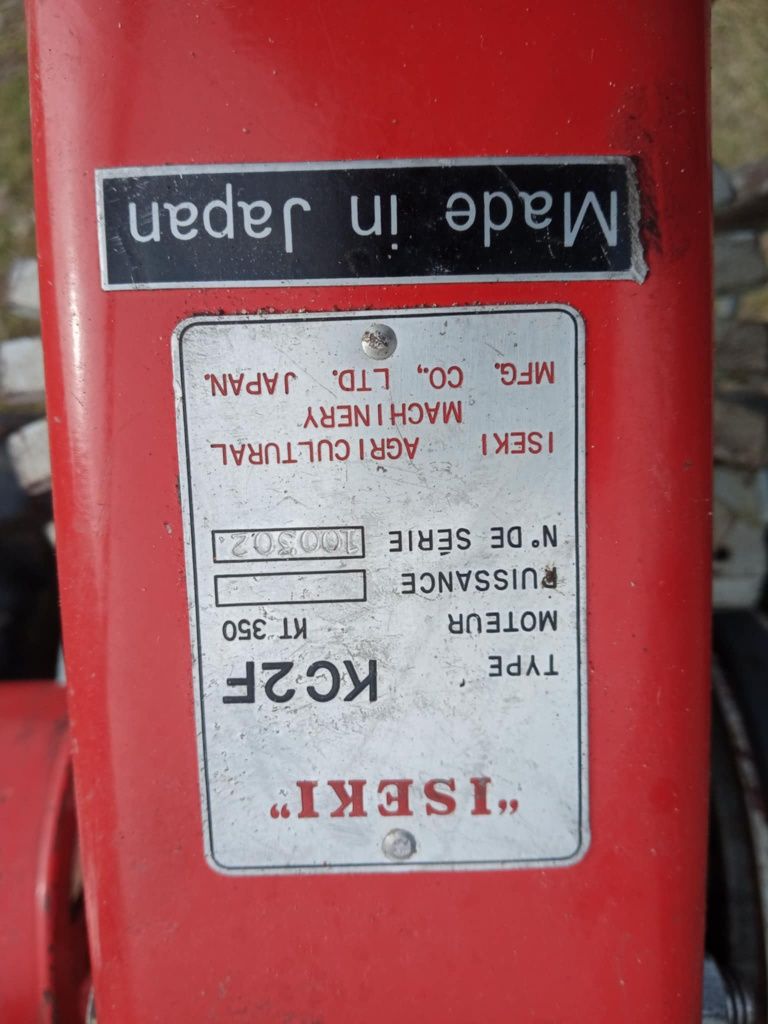 "ISEKI"
TYPE KC2F
MOTEUR KT 350
PUISSANCE
N° DE SÉRIE 100302
ISEKI AGRICULTURAL
MACHINERY
MFG. CO., LTD. JAPAN.
Made in Japan